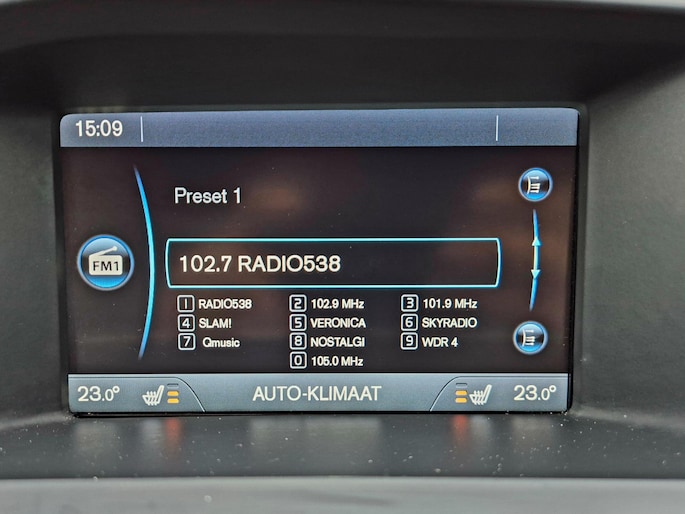 15:09
Preset 1
FM1
102.7 RADIO538
1 RADIO538 2 102.9 MHz 3 101.9 MHz
4 SLAM! 5 VERONICA 6 SKYRADIO
7 Qmusic 8 NOSTALGI 9 WDR 4
0 105.0 MHz
23.0° AUTO-KLIMAAT 23.0°